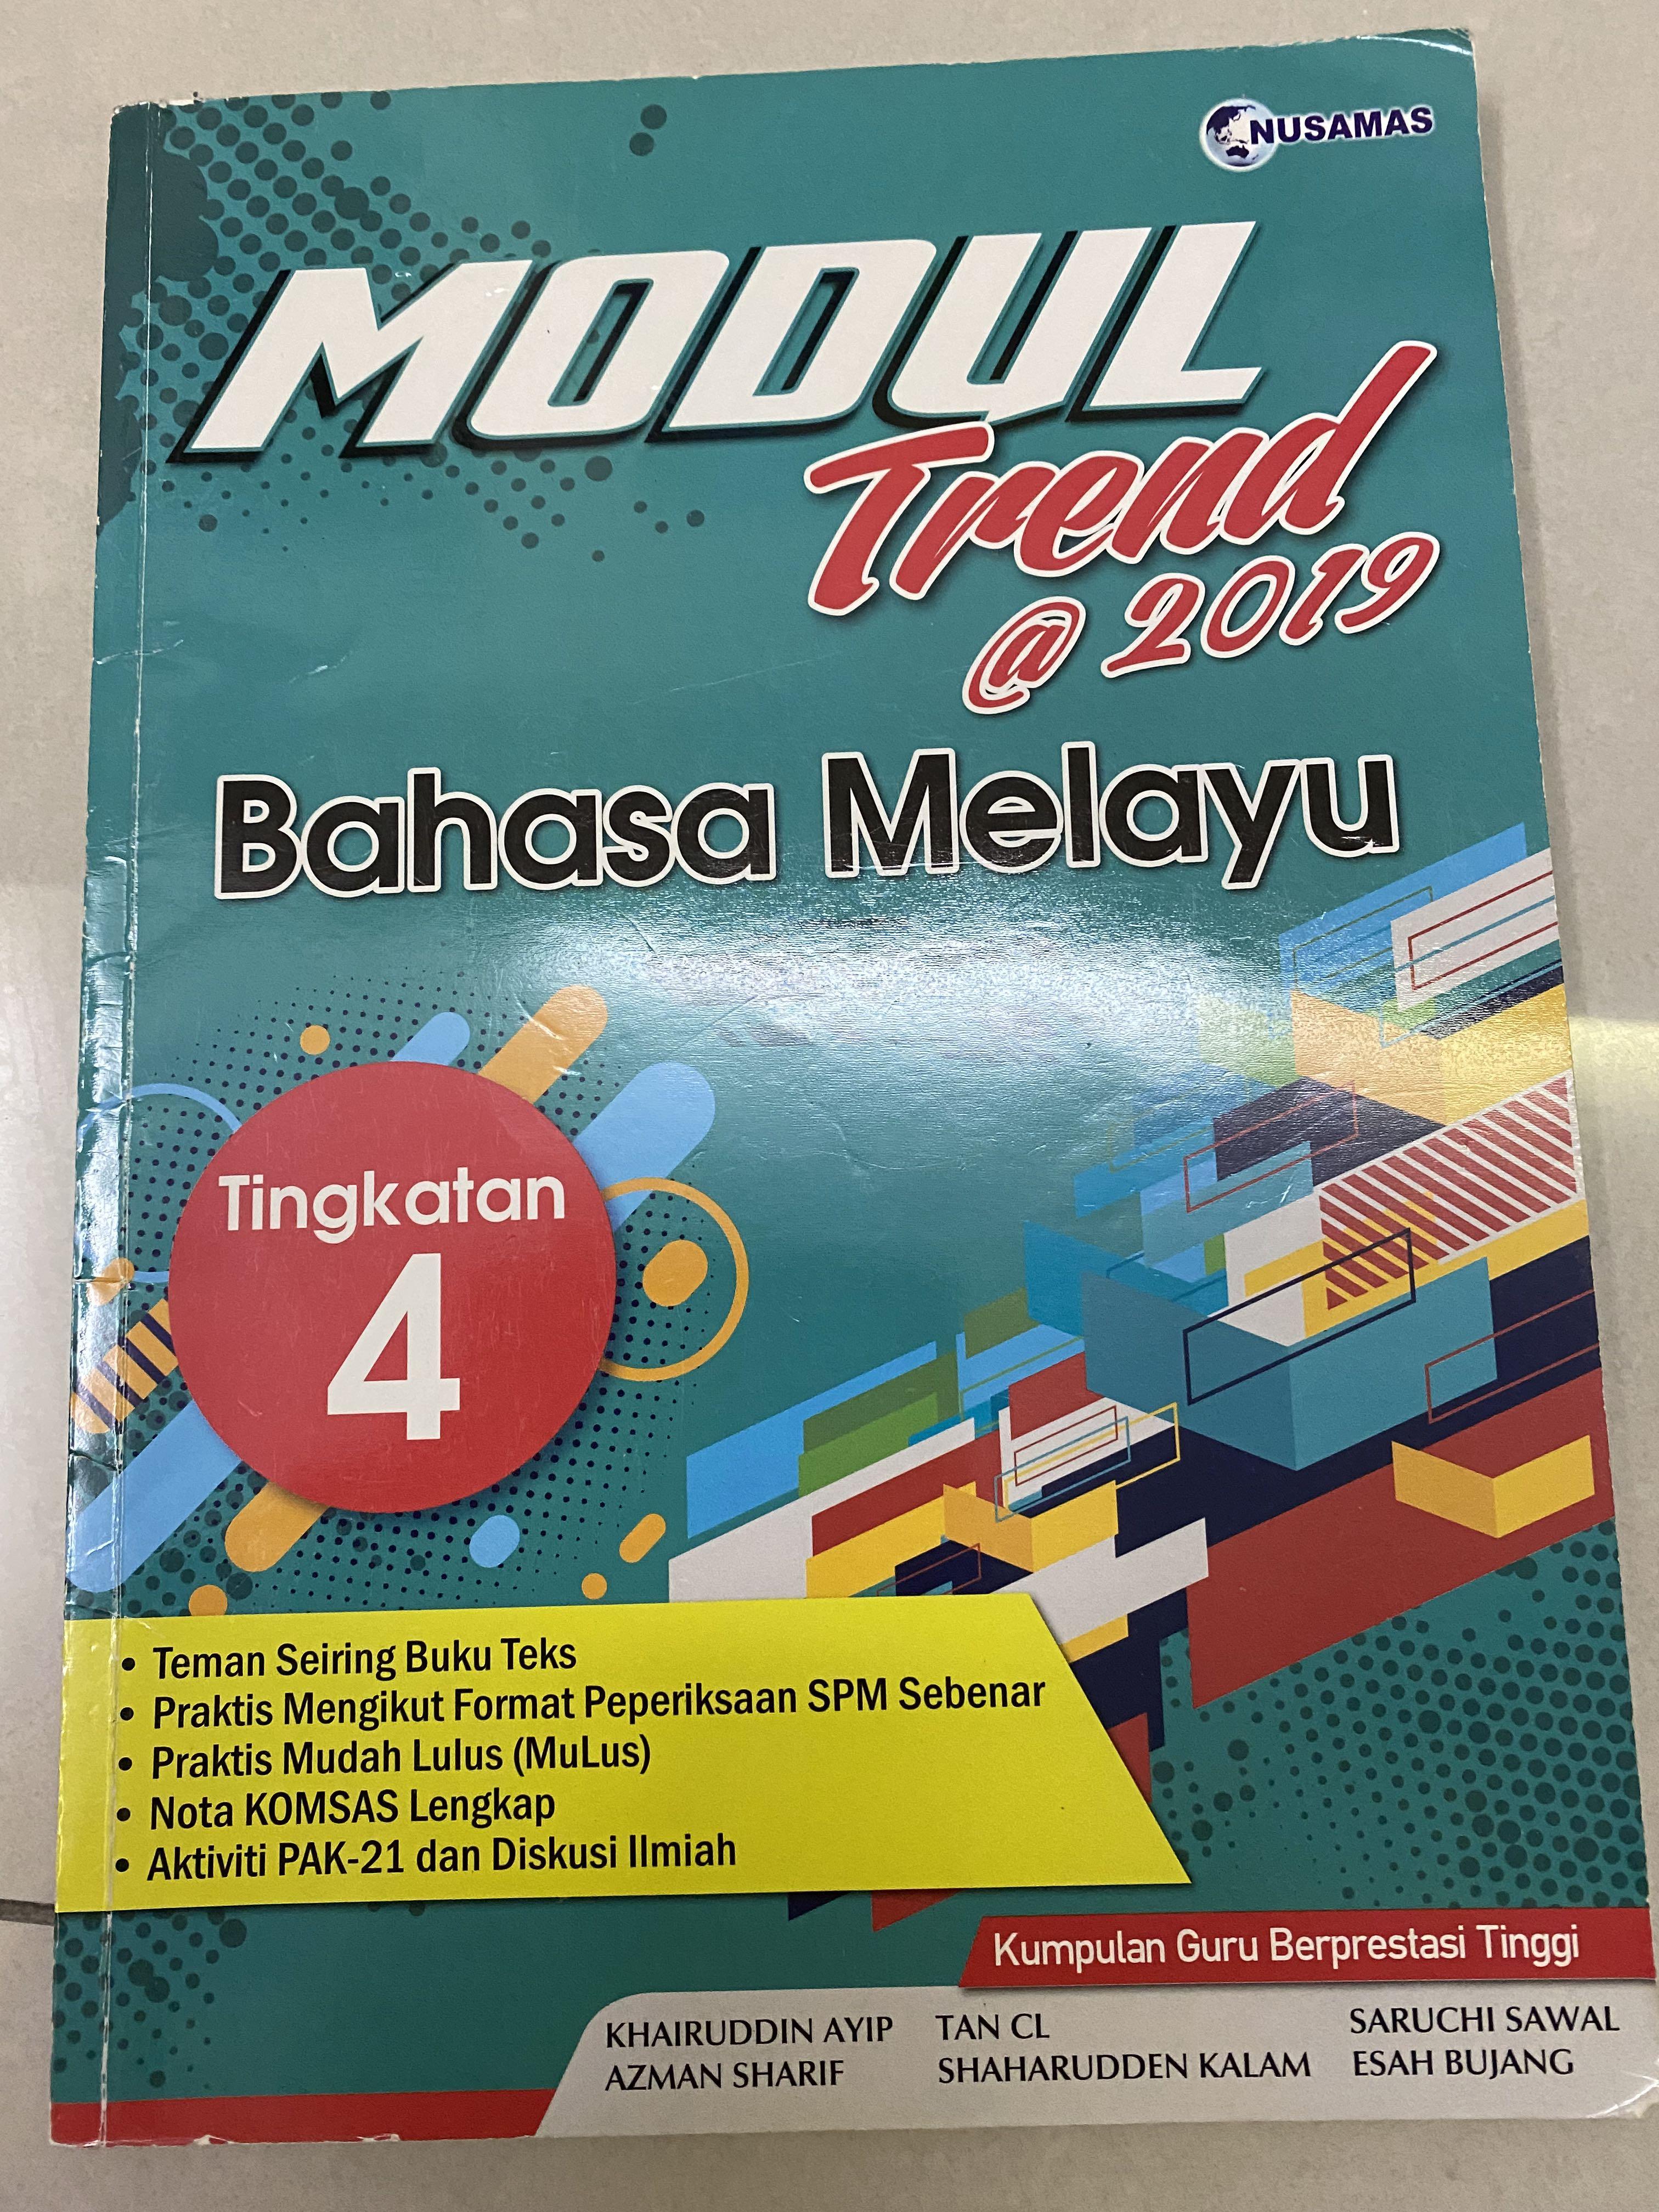 NUSAMAS
MODUL
Trend
@ 2019
Bahasa Melayu
Tingkatan
4
• Teman Seiring Buku Teks
• Praktis Mengikut Format Peperiksaan SPM Sebenar
• Praktis Mudah Lulus (MuLus)
• Nota KOMSAS Lengkap
• Aktiviti PAK-21 dan Diskusi Ilmiah
Kumpulan Guru Berprestasi Tinggi
KHAIRUDDIN AYIP TAN CL SARUCHI SAWAL
AZMAN SHARIF SHAHARUDDEN KALAM ESAH BUJANG